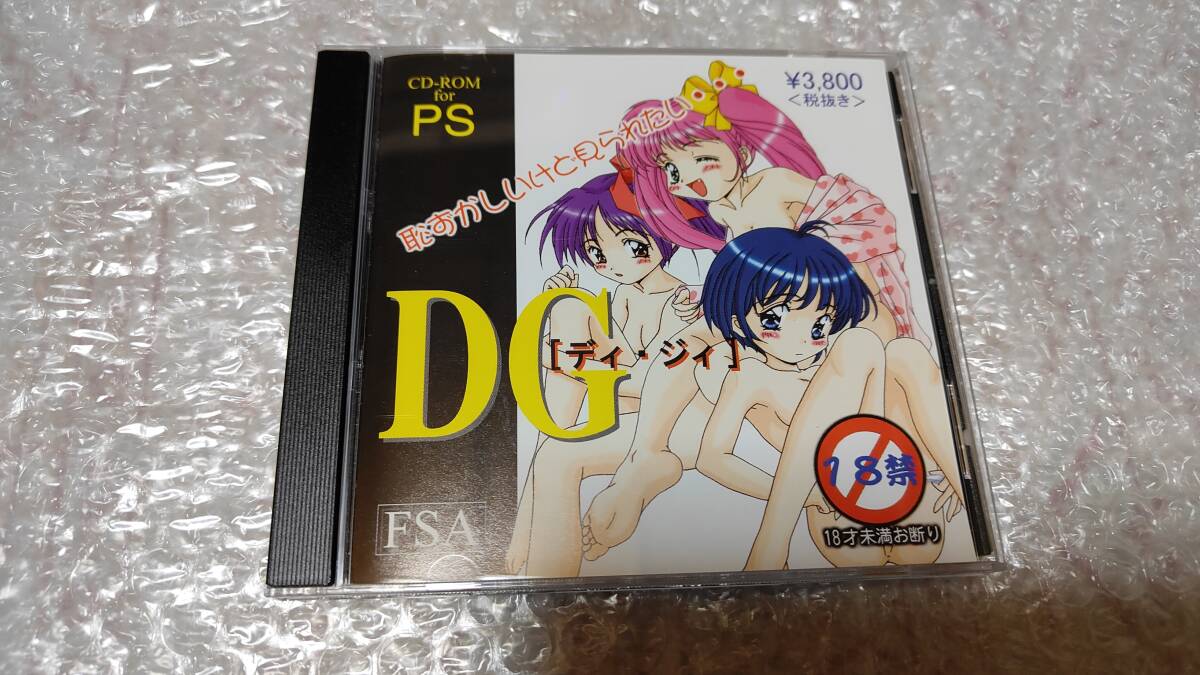 CD-ROM
for
PS
¥3,800
<税抜き>
恥ずかしいけど見られたい・・・
DG
[ディ・ジィ]
FSA
18禁
18才未満お断り